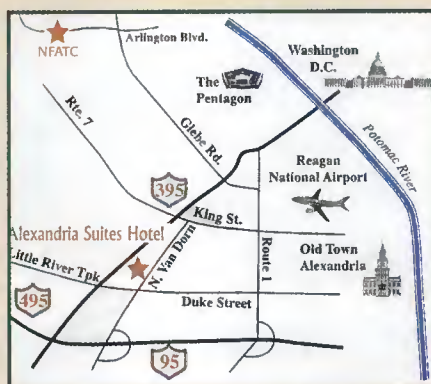 Arlington Blvd.
NFATC
Washington
D.C.
The
Pentagon
Rte. 7
Glebe Rd.
Potomac River
395
Reagan
National Airport
King St.
Alexandria Suites Hotel
N. Van Dorn
Route 1
Old Town
Alexandria
Little River Tpk
495
Duke Street
95